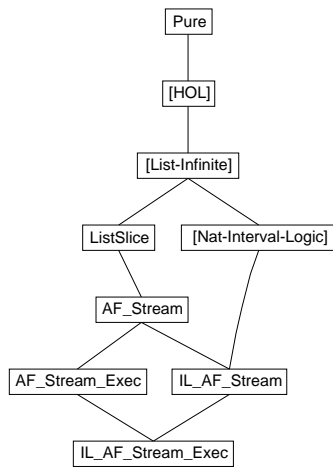 Pure
[HOL]
[List-Infinite]
ListSlice
[Nat-Interval-Logic]
AF_Stream
AF_Stream_Exec
IL_AF_Stream
IL_AF_Stream_Exec